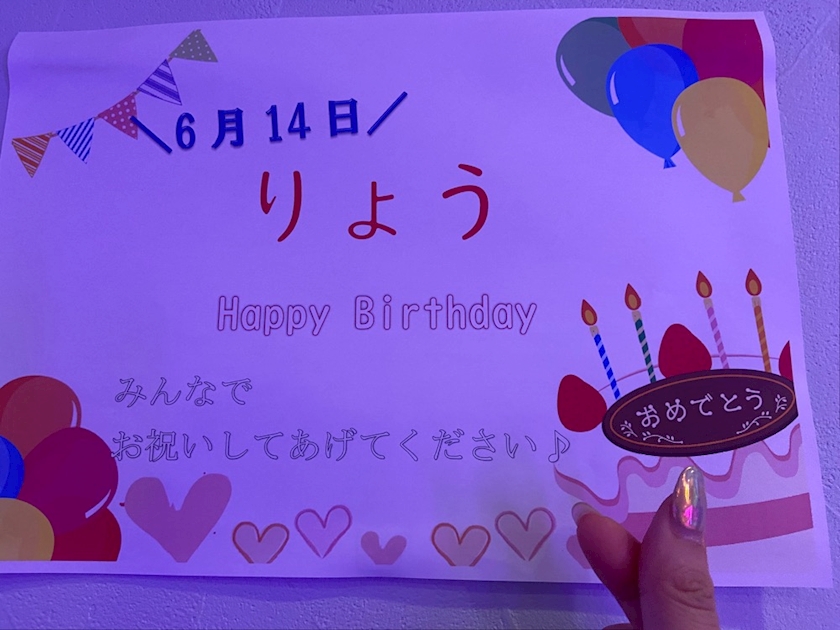 ＼6月14日／
りょう
Happy Birthday
みんなで
お祝いしてあげてください♪
おめでとう